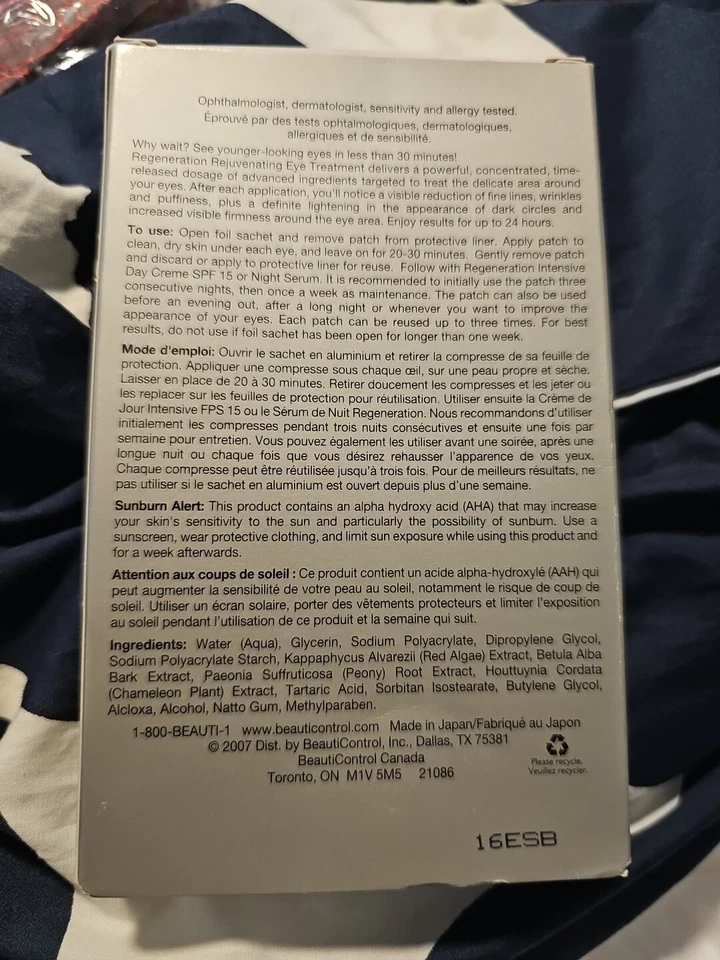 Ophthalmologist, dermatologist, sensitivity and allergy tested.
Éprouvé par des tests ophtalmologiques, dermatologiques,
allergiques et de sensibilité.
Why wait? See younger-looking eyes in less than 30 minutes!
Regeneration Rejuvenating Eye Treatment delivers a powerful, concentrated, time-
released dosage of advanced ingredients targeted to treat the delicate area around
your eyes. After each application, you'll notice a visible reduction of fine lines, wrinkles
and puffiness, plus a definite lightening in the appearance of dark circles and
increased visible firmness around the eye area. Enjoy results for up to 24 hours.
To use: Open foil sachet and remove patch from protective liner. Apply patch to
clean, dry skin under each eye, and leave on for 20-30 minutes. Gently remove patch
and discard or apply to protective liner for reuse. Follow with Regeneration Intensive
Day Creme SPF 15 or Night Serum. It is recommended to initially use the patch three
consecutive nights, then once a week as maintenance. The patch can also be used
before an evening out, after a long night or whenever you want to improve the
appearance of your eyes. Each patch can be reused up to three times. For best
results, do not use if foil sachet has been open for longer than one week.
Mode d'emploi: Ouvrir le sachet en aluminium et retirer la compresse de sa feuille de
protection. Appliquer une compresse sous chaque œil, sur une peau propre et sèche.
Laisser en place de 20 à 30 minutes. Retirer doucement les compresses et les jeter ou
les replacer sur les feuilles de protection pour réutilisation. Utiliser ensuite la Crème de
Jour Intensive FPS 15 ou le Sérum de Nuit Regeneration. Nous recommandons d'utiliser
initialement les compresses pendant trois nuits consécutives et ensuite une fois par
semaine pour entretien. Vous pouvez également les utiliser avant une soirée, après une
longue nuit ou chaque fois que vous désirez rehausser l'apparence de vos yeux.
Chaque compresse peut être réutilisée jusqu'à trois fois. Pour de meilleurs résultats, ne
pas utiliser si le sachet en aluminium est ouvert depuis plus d'une semaine.
Sunburn Alert: This product contains an alpha hydroxy acid (AHA) that may increase
your skin's sensitivity to the sun and particularly the possibility of sunburn. Use a
sunscreen, wear protective clothing, and limit sun exposure while using this product and
for a week afterwards.
Attention aux coups de soleil : Ce produit contient un acide alpha-hydroxylé (AAH) qui
peut augmenter la sensibilité de votre peau au soleil, notamment le risque de coup de
soleil. Utiliser un écran solaire, porter des vêtements protecteurs et limiter l'exposition
au soleil pendant l'utilisation de ce produit et la semaine qui suit.
Ingredients: Water (Aqua), Glycerin, Sodium Polyacrylate, Dipropylene Glycol,
Sodium Polyacrylate Starch, Kappaphycus Alvarezii (Red Algae) Extract, Betula Alba
Bark Extract, Paeonia Suffruticosa (Peony) Root Extract, Houttuynia Cordata
(Chameleon Plant) Extract, Tartaric Acid, Sorbitan Isostearate, Butylene Glycol,
Alcloxa, Alcohol, Natto Gum, Methylparaben.
1-800-BEAUTI-1 www.beauticontrol.com Made in Japan/Fabriqué au Japon
© 2007 Dist. by BeautiControl, Inc., Dallas, TX 75381
BeautiControl Canada
Toronto, ON M1V 5M5 21086
Please recycle.
Veuillez recycler.
16ESB